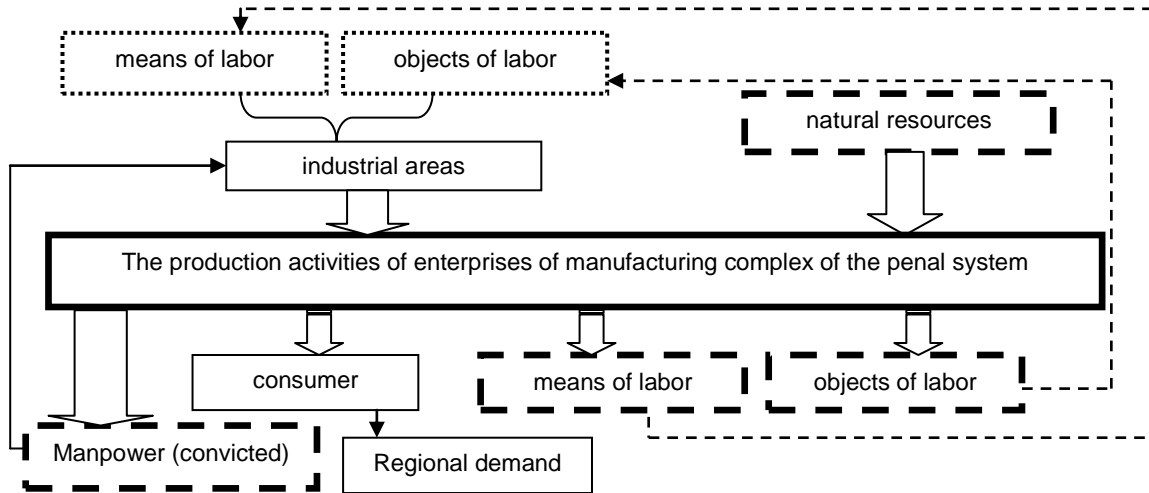 means of labor
objects of labor
natural resources
industrial areas
The production activities of enterprises of manufacturing complex of the penal system
consumer
means of labor
objects of labor
Manpower (convicted)
Regional demand